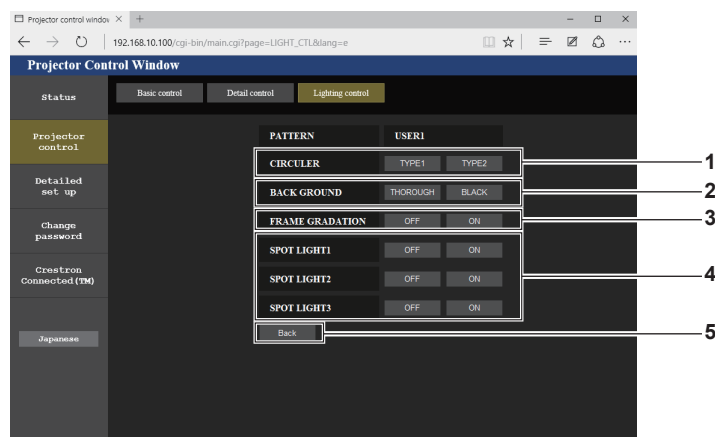 Projector control window
192.168.10.100/cgi-bin/main.cgi?page=LIGHT_CTL&lang=e
Projector Control Window
Status
Basic control
Detail control
Lighting control
Projector
control
Detailed
set up
Change
password
Crestron
Connected(TM)
Japanese
PATTERN USER1
CIRCULER TYPE1 TYPE2 1
BACK GROUND THOROUGH BLACK 2
FRAME GRADATION OFF ON 3
SPOT LIGHT1 OFF ON
SPOT LIGHT2 OFF ON 4
SPOT LIGHT3 OFF ON
Back 5